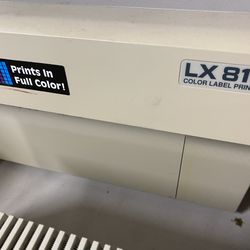 Prints In
Full Color!
LX 81
COLOR LABEL PRIN